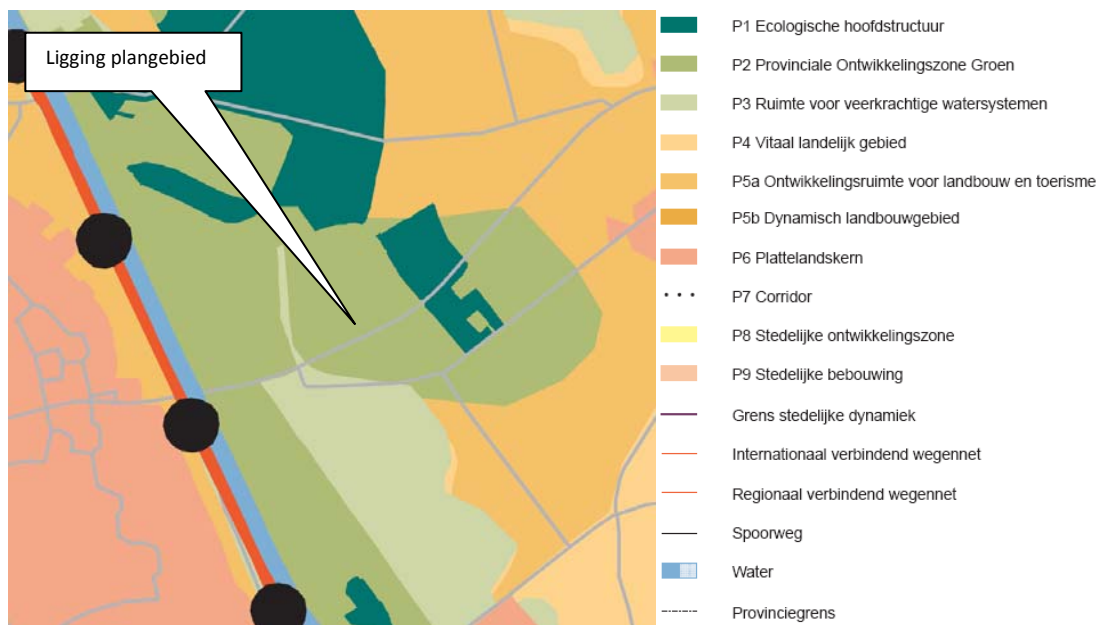 Ligging plangebied
P1 Ecologische hoofdstructuur
P2 Provinciale Ontwikkelingszone Groen
P3 Ruimte voor veerkrachtige watersystemen
P4 Vitaal landelijk gebied
P5a Ontwikkelingsruimte voor landbouw en toerisme
P5b Dynamisch landbouwgebied
P6 Plattelandskern
P7 Corridor
P8 Stedelijke ontwikkelingszone
P9 Stedelijke bebouwing
Grens stedelijke dynamiek
Internationaal verbindend wegennet
Regionaal verbindend wegennet
Spoorweg
Water
Provinciegrens